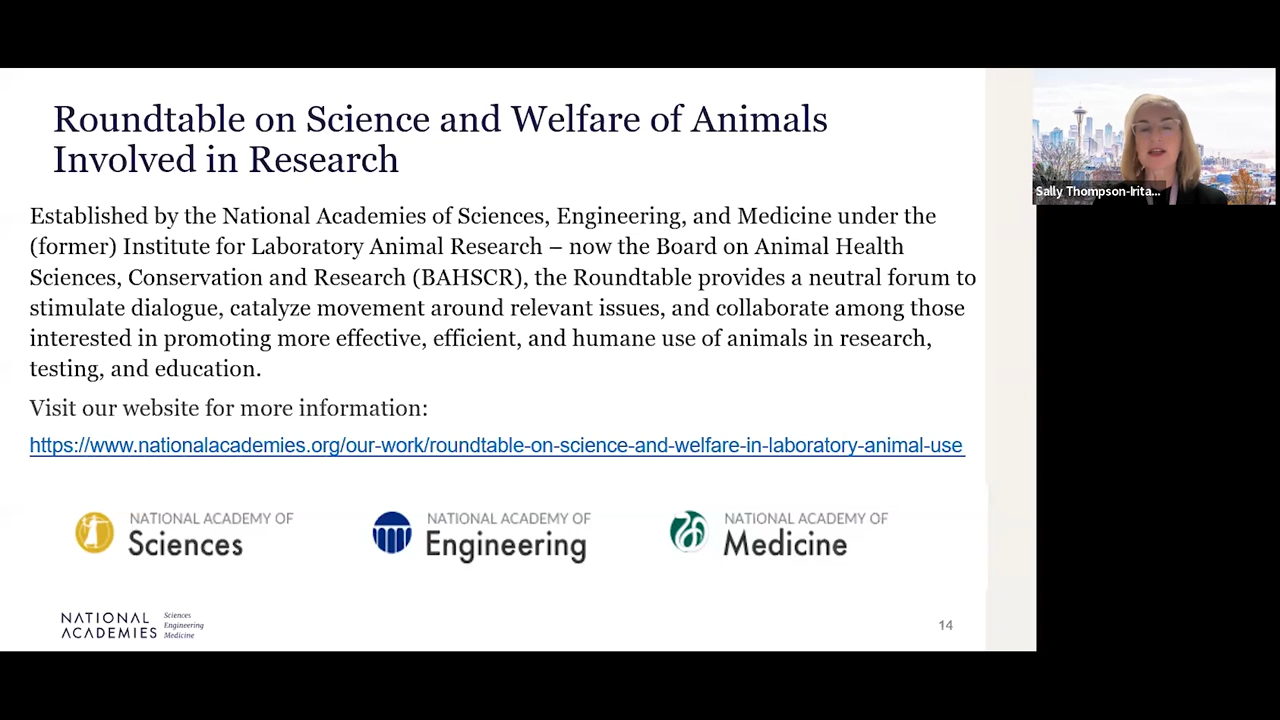 Roundtable on Science and Welfare of Animals
Involved in Research
Established by the National Academies of Sciences, Engineering, and Medicine under the
(former) Institute for Laboratory Animal Research – now the Board on Animal Health
Sciences, Conservation and Research (BAHSCR), the Roundtable provides a neutral forum to
stimulate dialogue, catalyze movement around relevant issues, and collaborate among those
interested in promoting more effective, efficient, and humane use of animals in research,
testing, and education.
Visit our website for more information:
https://www.nationalacademies.org/our-work/roundtable-on-science-and-welfare-in-laboratory-animal-use
NATIONAL ACADEMY OF
Sciences
NATIONAL ACADEMY OF
Engineering
NATIONAL ACADEMY OF
Medicine
NATIONAL
ACADEMIES
Sciences
Engineering
Medicine
14
Sally Thompson-Irita...